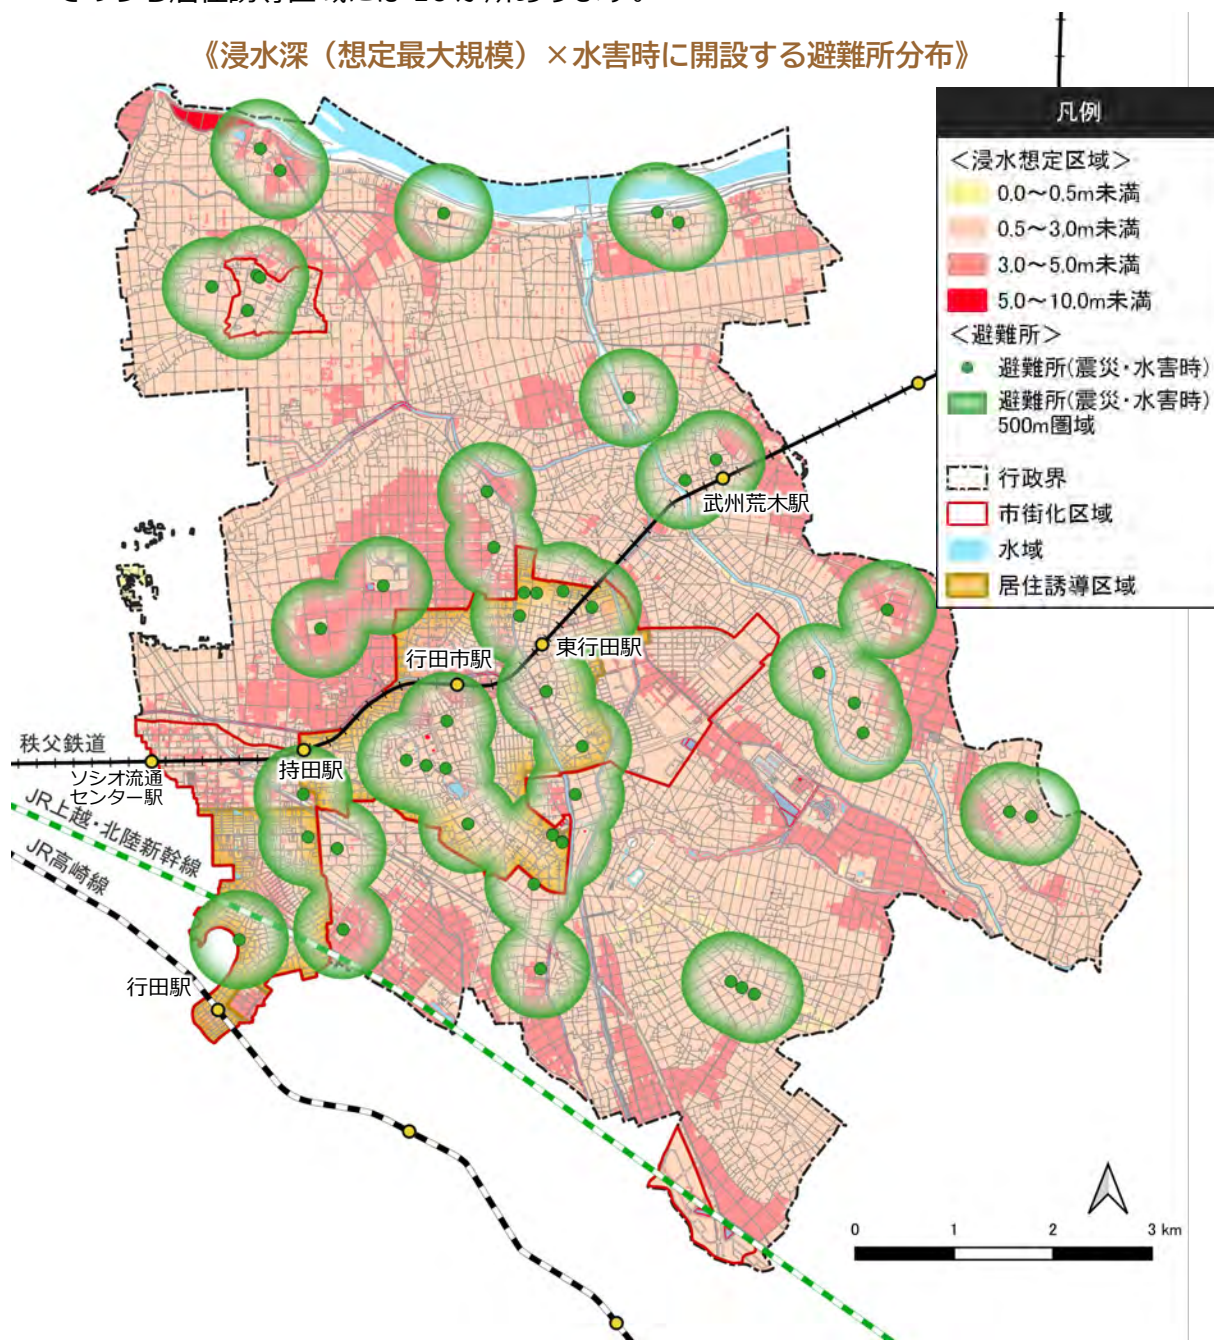 《浸水深（想定最大規模）×水害時に開設する避難所分布》
凡例
＜浸水想定区域＞
0.0～0.5m未満
0.5～3.0m未満
3.0～5.0m未満
5.0～10.0m未満
＜避難所＞
避難所(震災・水害時)
避難所(震災・水害時)
500m圏域
行政界
市街化区域
水域
居住誘導区域
武州荒木駅
東行田駅
行田市駅
持田駅
秩父鉄道
ソシオ流通
センター駅
JR上越・北陸新幹線
JR高崎線
行田駅
0 1 2 3 km